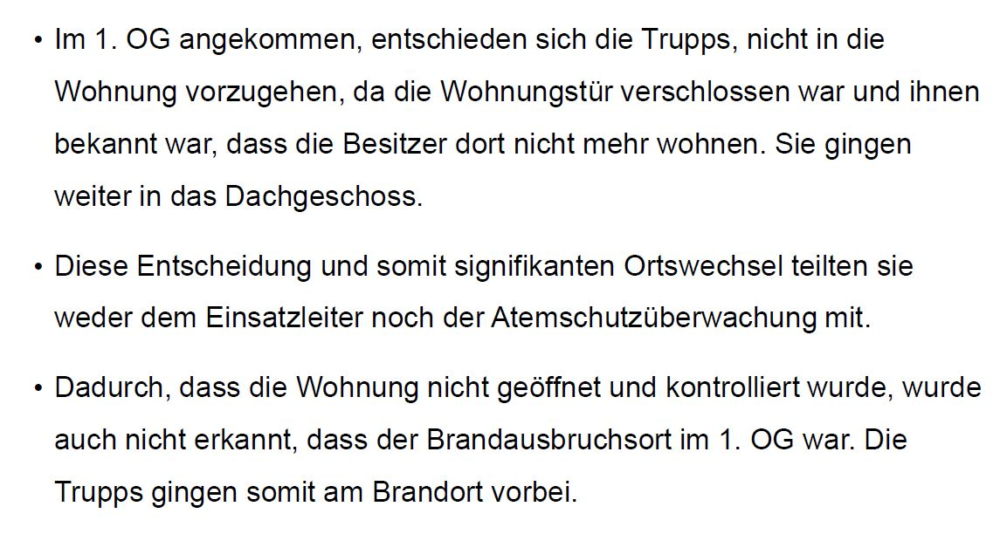 • Im 1. OG angekommen, entschieden sich die Trupps, nicht in die
Wohnung vorzugehen, da die Wohnungstür verschlossen war und ihnen
bekannt war, dass die Besitzer dort nicht mehr wohnen. Sie gingen
weiter in das Dachgeschoss.
• Diese Entscheidung und somit signifikanten Ortswechsel teilten sie
weder dem Einsatzleiter noch der Atemschutzüberwachung mit.
• Dadurch, dass die Wohnung nicht geöffnet und kontrolliert wurde, wurde
auch nicht erkannt, dass der Brandausbruchsort im 1. OG war. Die
Trupps gingen somit am Brandort vorbei.